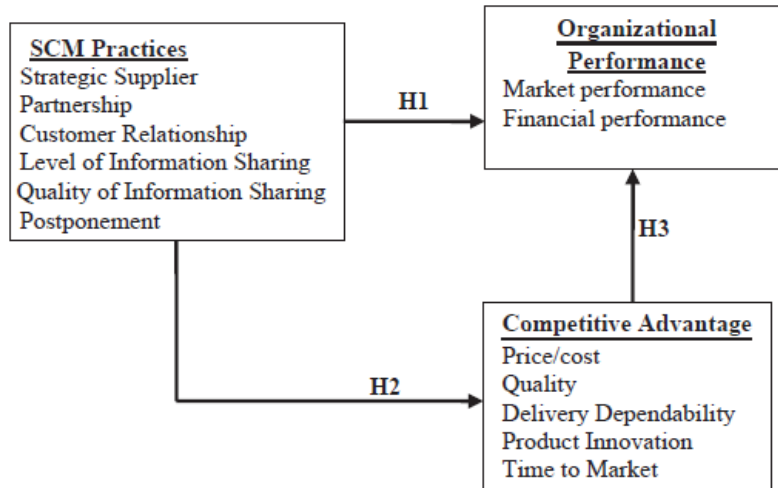 SCM Practices
Strategic Supplier
Partnership
Customer Relationship
Level of Information Sharing
Quality of Information Sharing
Postponement
H1
Organizational
Performance
Market performance
Financial performance
H3
H2
Competitive Advantage
Price/cost
Quality
Delivery Dependability
Product Innovation
Time to Market